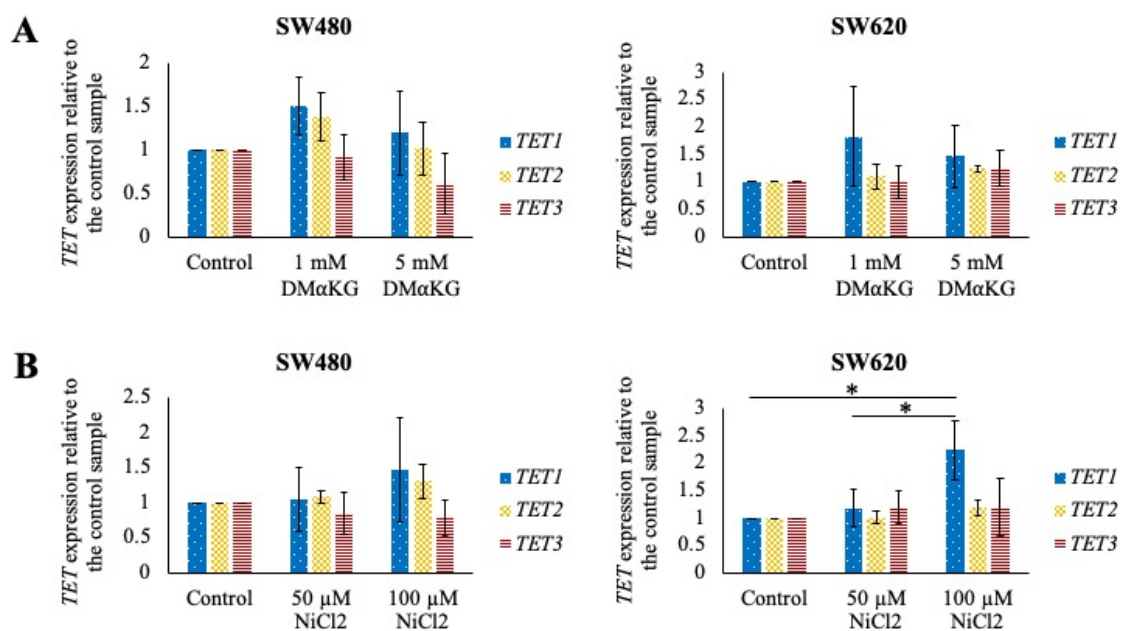 A
SW480
TET expression relative to
the control sample
2
1.5
1
0.5
0
Control
1 mM
DMαKG
5 mM
DMαKG
TET1
TET2
TET3
SW620
TET expression relative to
the control sample
3
2.5
2
1.5
1
0.5
0
Control
1 mM
DMαKG
5 mM
DMαKG
TET1
TET2
TET3
B
SW480
TET expression relative to
the control sample
2.5
2
1.5
1
0.5
0
Control
50 µM
NiCl2
100 µM
NiCl2
TET1
TET2
TET3
SW620
TET expression relative to
the control sample
3
2.5
2
1.5
1
0.5
0
*
*
Control
50 µM
NiCl2
100 µM
NiCl2
TET1
TET2
TET3